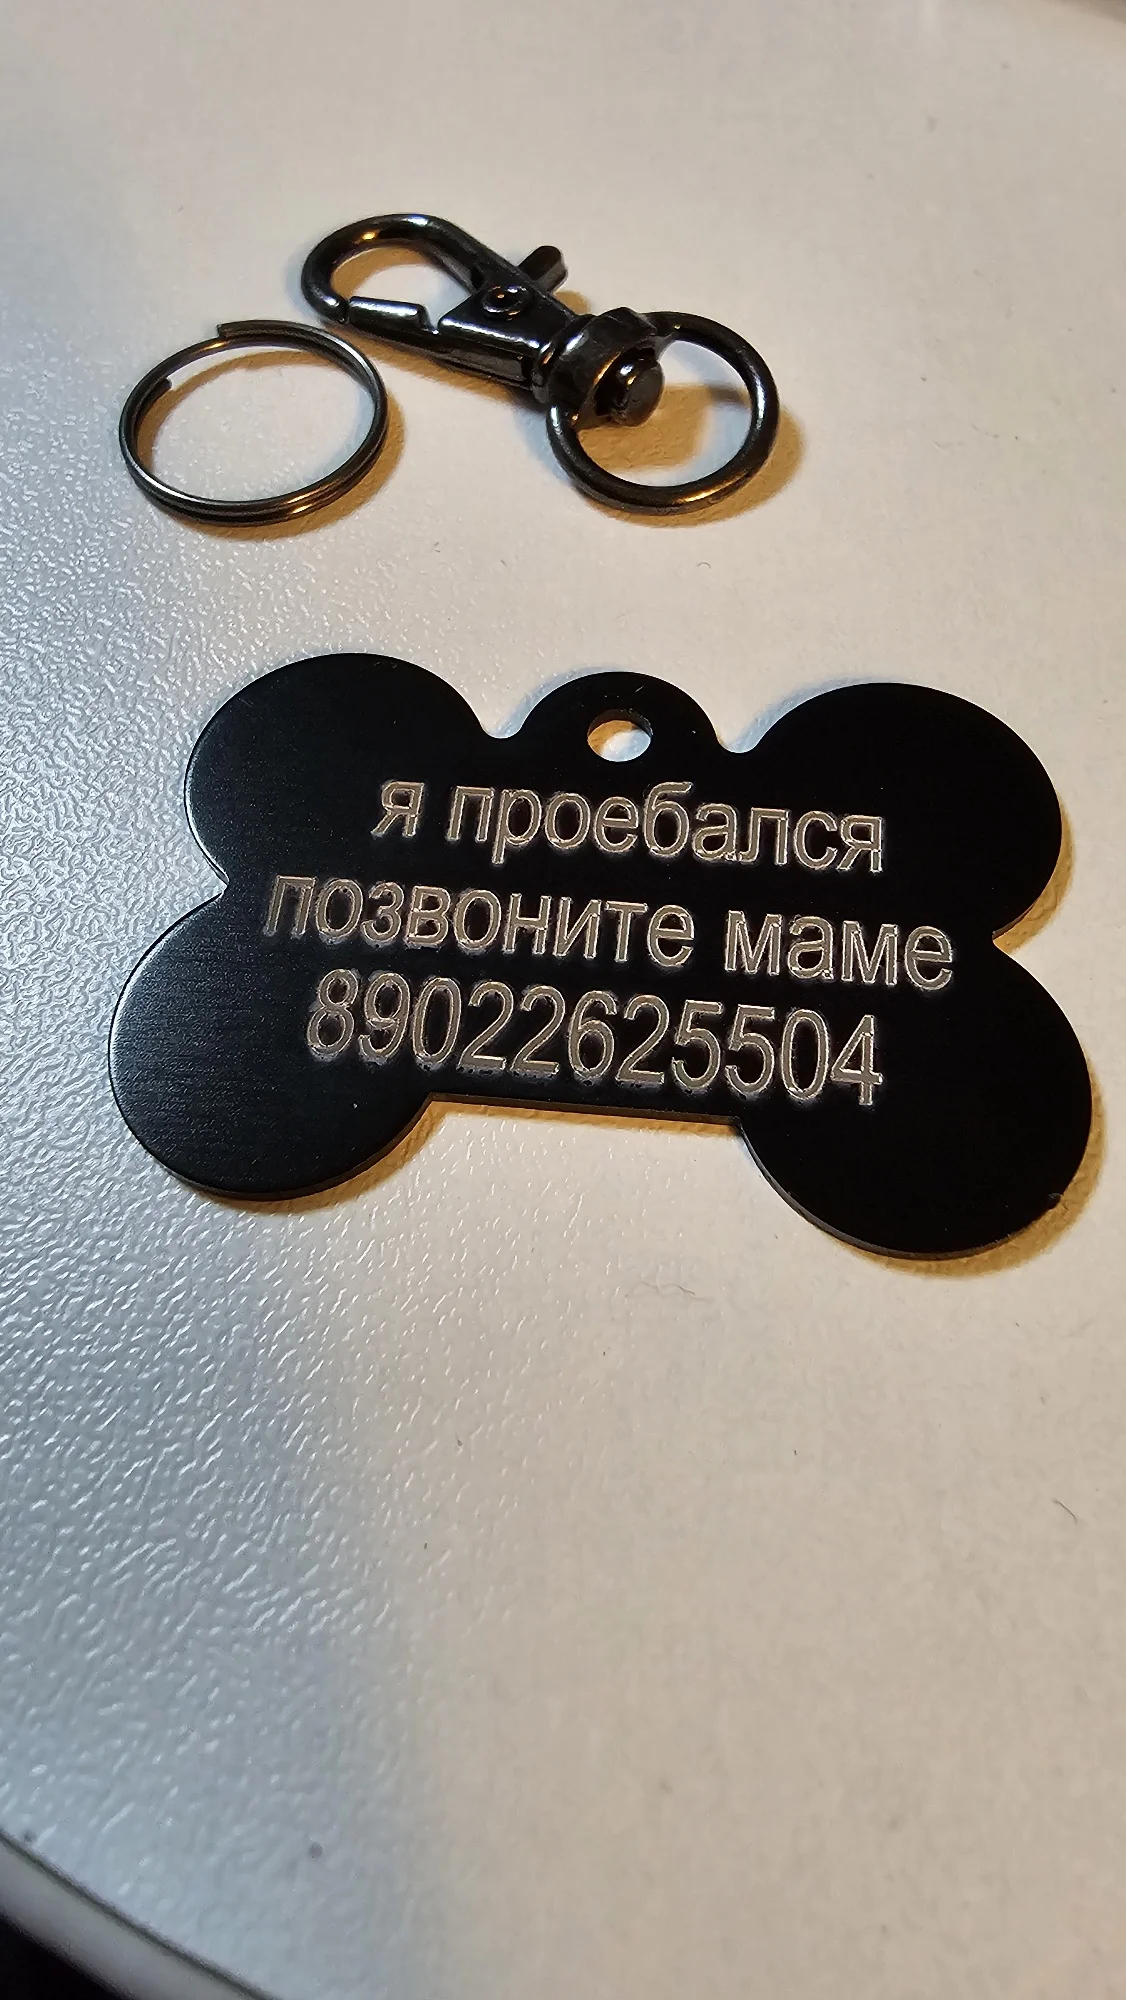 я проебался
позвоните маме
89022625504